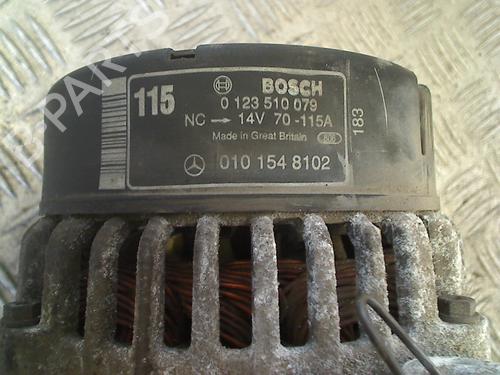 115
BOSCH
0 123 510 079
NC → 14V 70-115A
Made in Great Britain
010 154 8102
183
B-PARTS